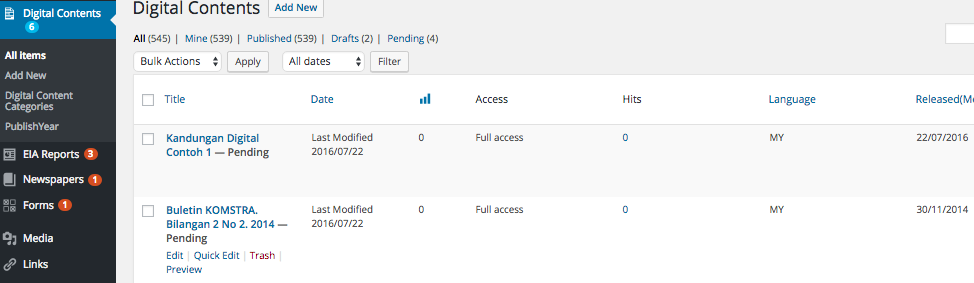 Digital Contents
6
All items
Add New
Digital Content
Categories
PublishYear
EIA Reports 3
Newspapers 1
Forms 1
Media
Links
Digital Contents Add New
All (545) | Mine (539) | Published (539) | Drafts (2) | Pending (4)
Bulk Actions Apply All dates Filter
Title Date Access Hits Language Released(M
Kandungan Digital
Contoh 1 — Pending
Last Modified
2016/07/22
0 Full access 0 MY 22/07/2016
Buletin KOMSTRA.
Bilangan 2 No 2. 2014 —
Pending
Last Modified
2016/07/22
0 Full access 0 MY 30/11/2014
Edit | Quick Edit | Trash |
Preview